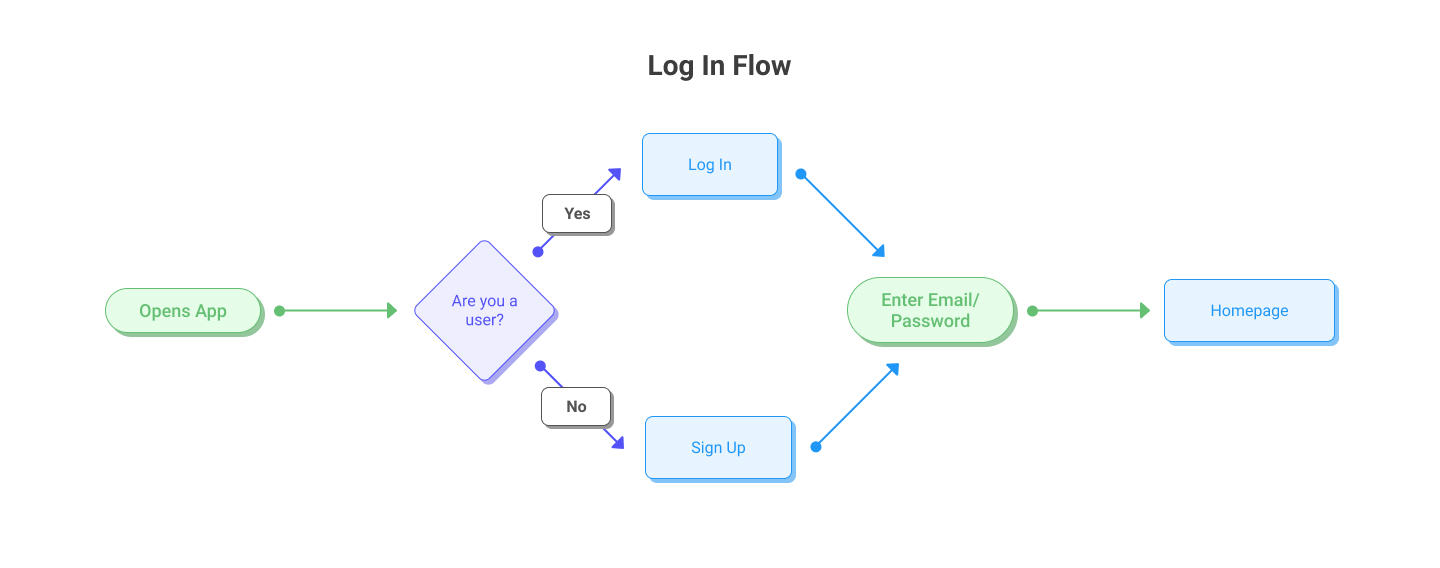 Log In Flow
Log In
Yes
Opens App
Are you a
user?
Enter Email/
Password
Homepage
No
Sign Up